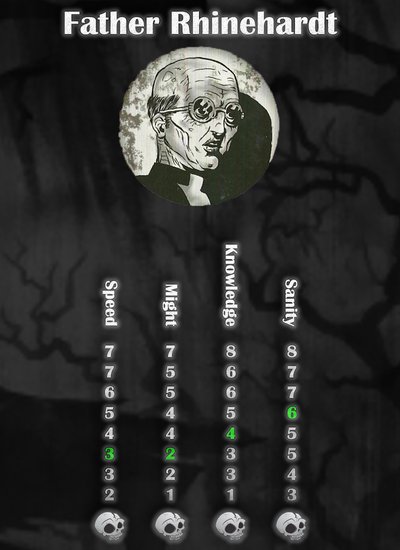 Father Rhinehardt
Speed Might Knowledge Sanity
7 7 8 8
7 5 6 7
6 5 6 7
5 4 5 6
4 4 4 5
3 2 3 5
3 2 3 4
2 1 1 3